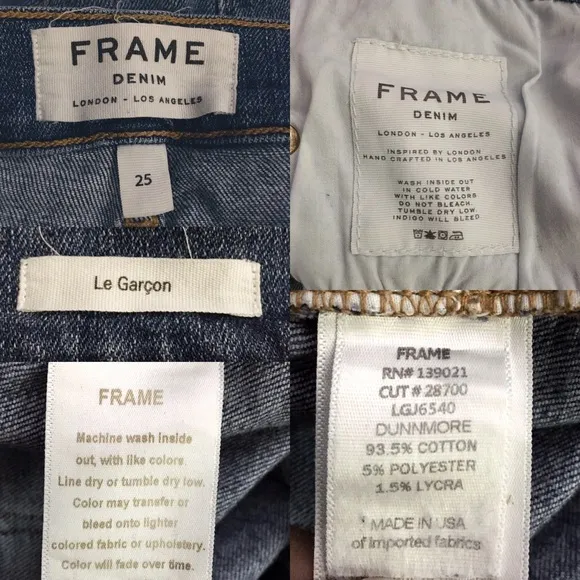 FRAME
DENIM
LONDON - LOS ANGELES
25
Le Garçon
FRAME
Machine wash inside
out, with like colors.
Line dry or tumble dry low.
Color may transfer or
bleed onto lighter
colored fabric or upholstery.
Color will fade over time.
FRAME
DENIM
LONDON - LOS ANGELES
INSPIRED BY LONDON
HAND CRAFTED IN LOS ANGELES
WASH INSIDE OUT
IN COLD WATER
WITH LIKE COLORS
DO NOT BLEACH.
TUMBLE DRY LOW.
INDIGO WILL BLEED.
FRAME
RN# 139021
CUT # 28700
LGJ6540
DUNNMORE
93.5% COTTON
5% POLYESTER
1.5% LYCRA
MADE IN USA
of imported fabrics